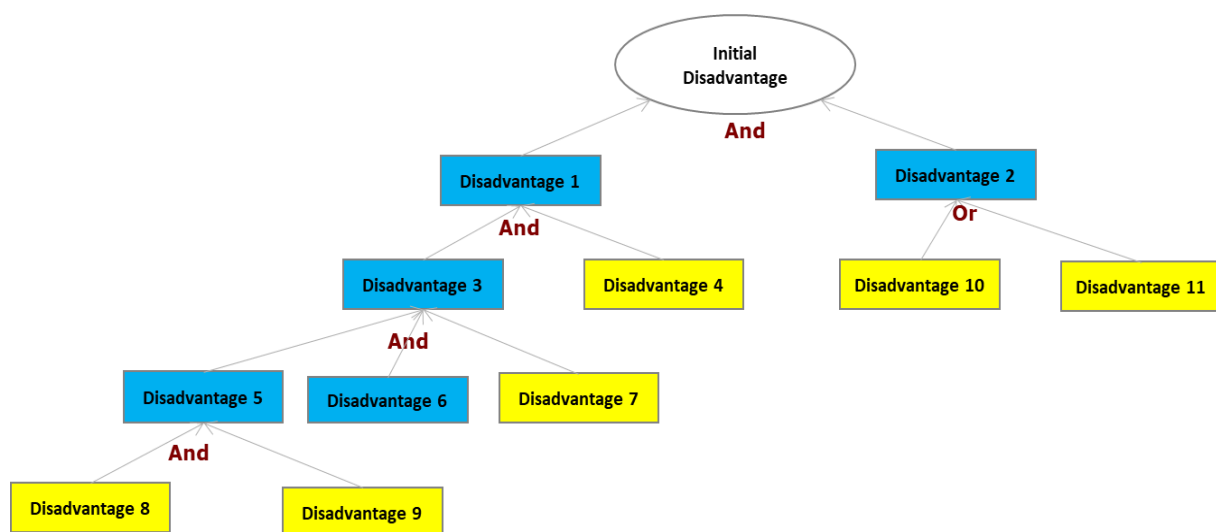 Initial
Disadvantage
And
Disadvantage 1
Disadvantage 2
And
Or
Disadvantage 3
Disadvantage 4
Disadvantage 10
Disadvantage 11
And
Disadvantage 5
Disadvantage 6
Disadvantage 7
And
Disadvantage 8
Disadvantage 9